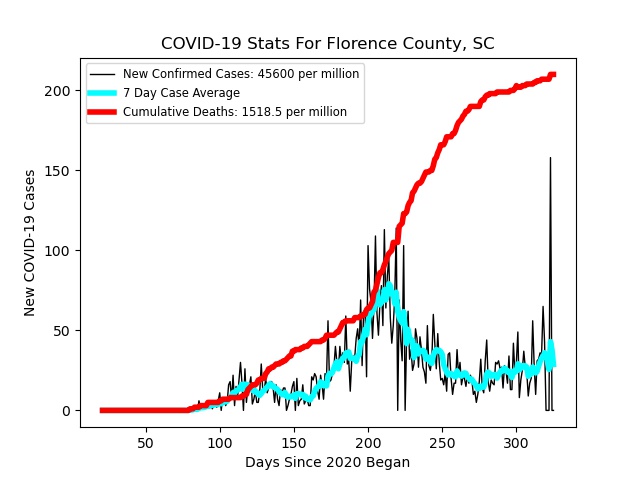 COVID-19 Stats For Florence County, SC
New Confirmed Cases: 45600 per million
7 Day Case Average
Cumulative Deaths: 1518.5 per million
New COVID-19 Cases
200
150
100
50
0
50
100
150
200
250
300
Days Since 2020 Began